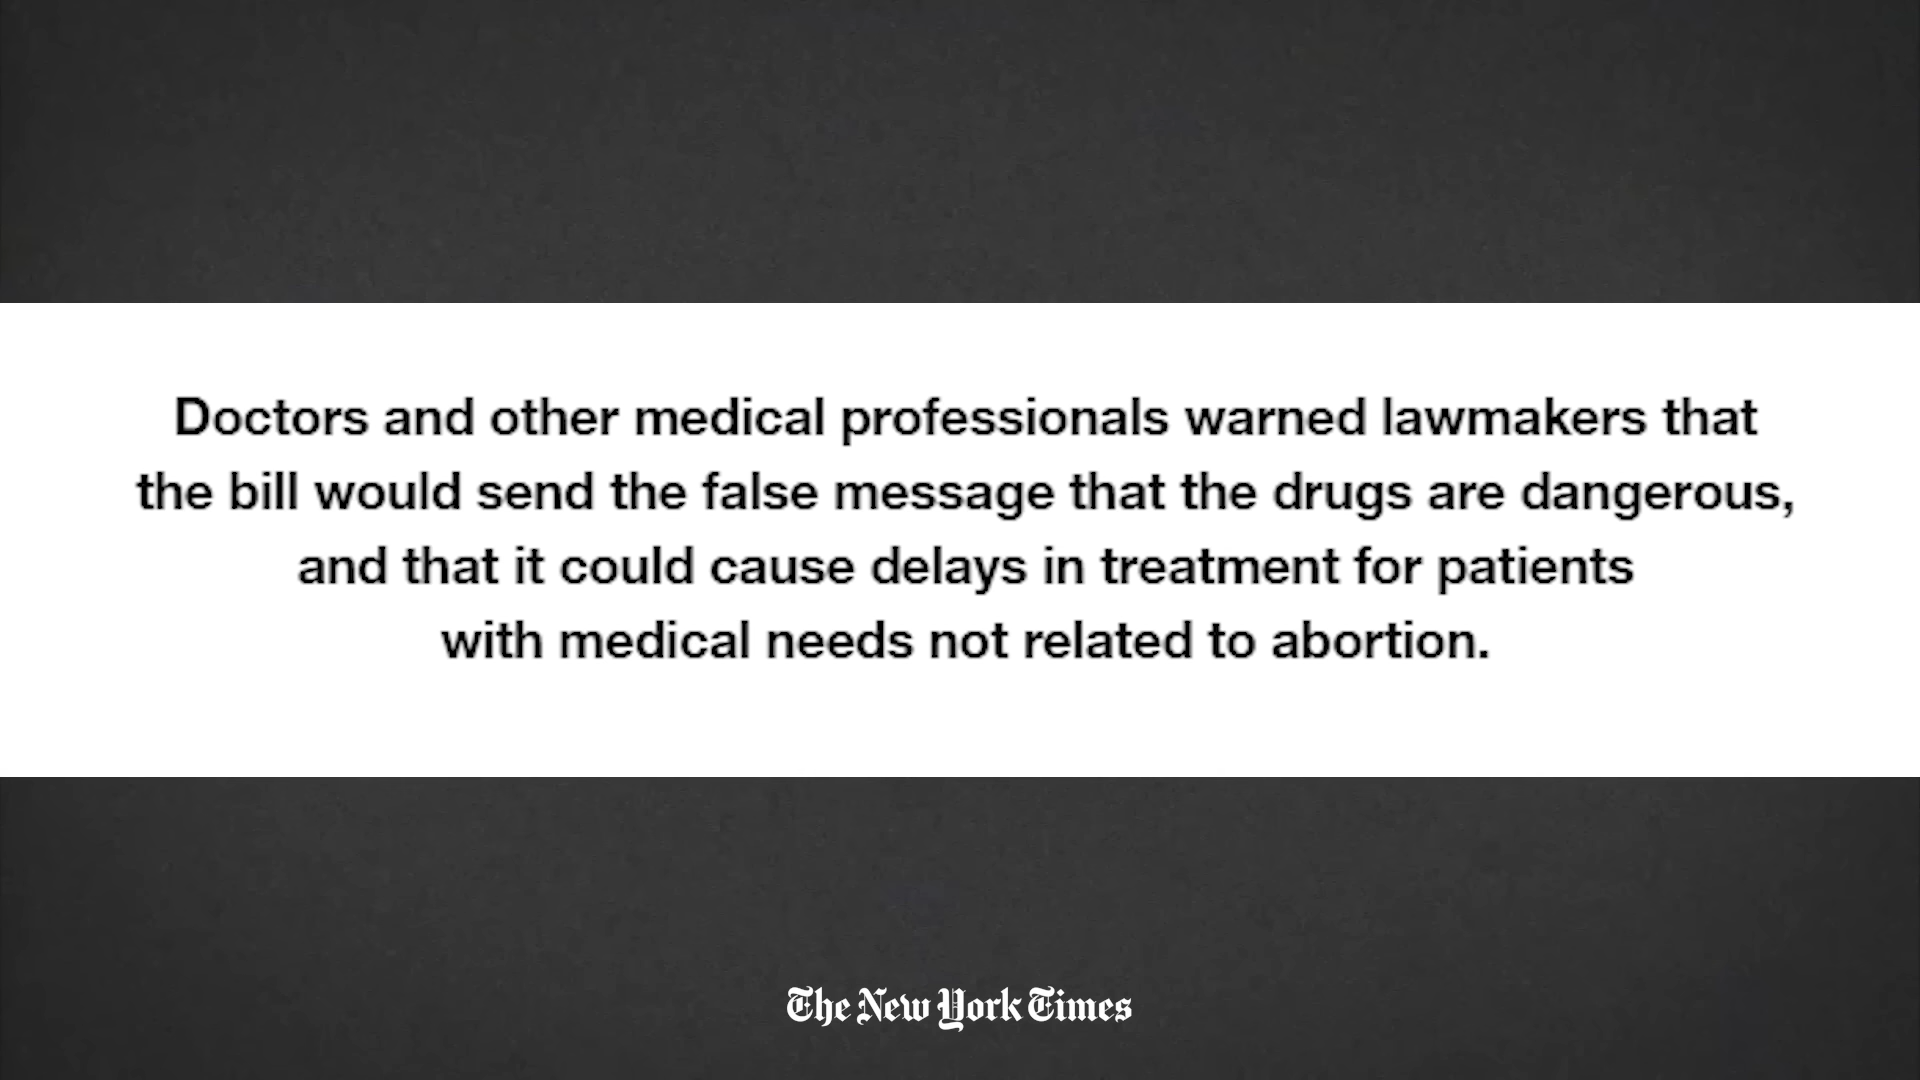 Doctors and other medical professionals warned lawmakers that
the bill would send the false message that the drugs are dangerous,
and that it could cause delays in treatment for patients
with medical needs not related to abortion.
The New York Times